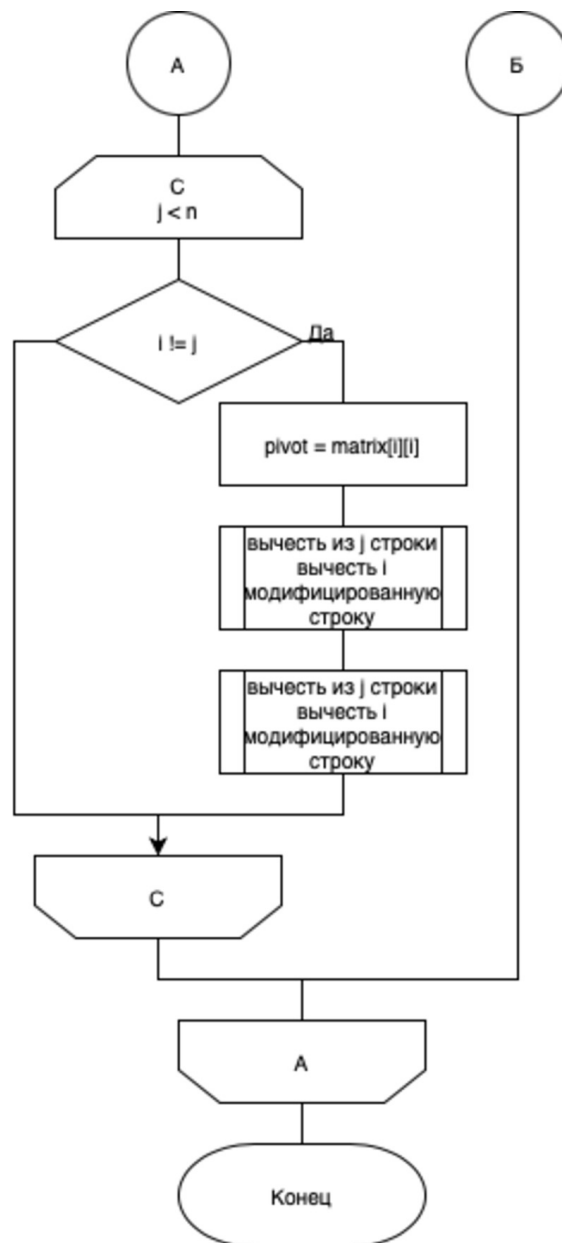 А
Б
С
j < n
i != j
Да
pivot = matrix[i][i]
вычесть из j строки
вычесть i
модифицированную
строку
вычесть из j строки
вычесть i
модифицированную
строку
С
А
Конец